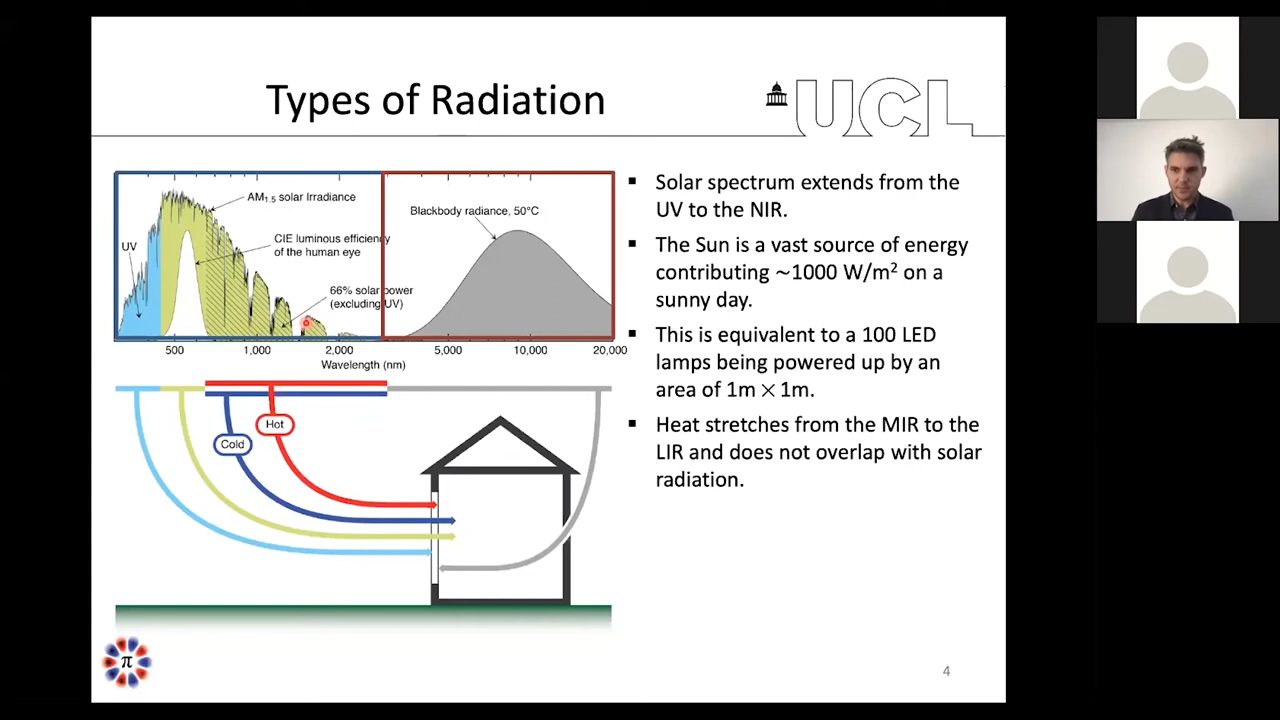 Types of Radiation
UCL
AM1.5 solar Irradiance
CIE luminous efficiency
of the human eye
UV
66% solar power
(excluding UV)
Blackbody radiance, 50°C
500 1,000 2,000 5,000 10,000 20,000
Wavelength (nm)
Hot
Cold
▪ Solar spectrum extends from the
UV to the NIR.
▪ The Sun is a vast source of energy
contributing ~1000 W/m² on a
sunny day.
▪ This is equivalent to a 100 LED
lamps being powered up by an
area of 1m × 1m.
▪ Heat stretches from the MIR to the
LIR and does not overlap with solar
radiation.
π
4